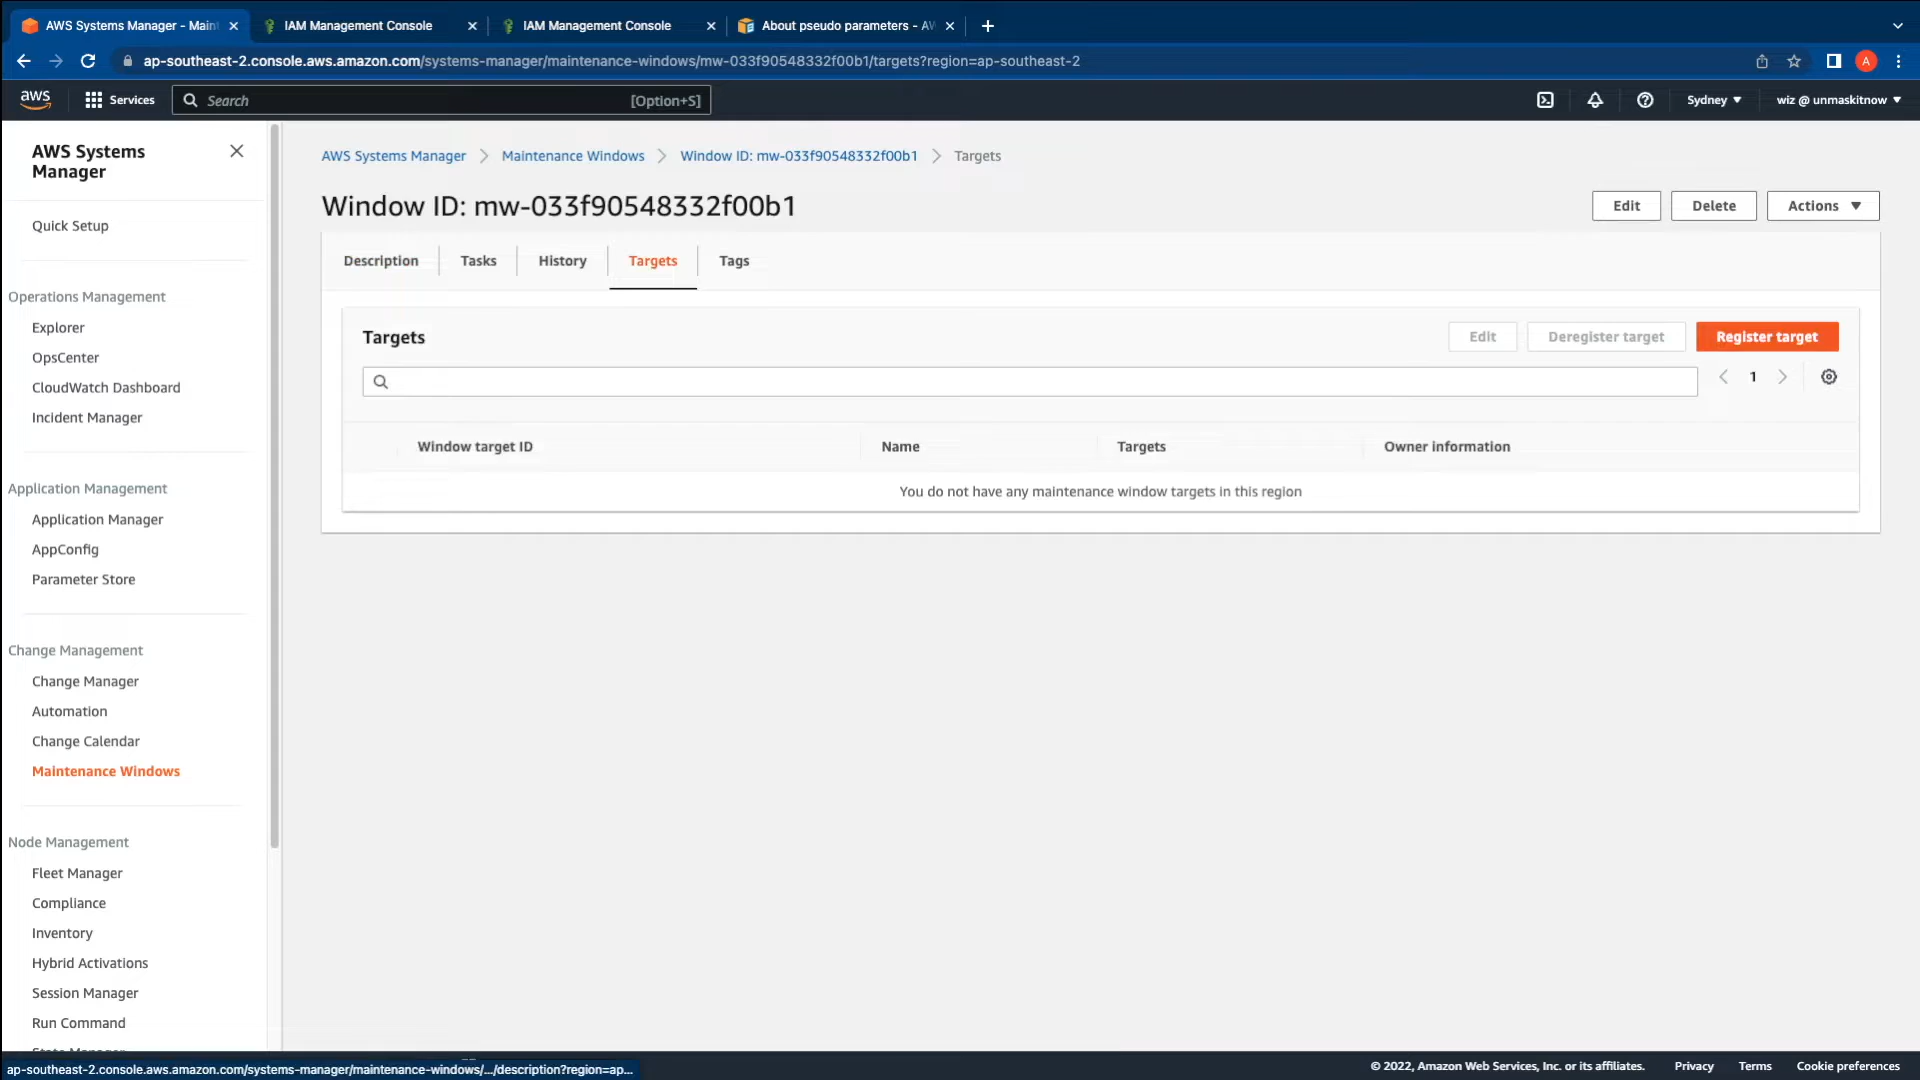 AWS Systems Manager - Main
IAM Management Console
IAM Management Console
About pseudo parameters - AW
ap-southeast-2.console.aws.amazon.com/systems-manager/maintenance-windows/mw-033f90548332f00b1/targets?region=ap-southeast-2
A
aws
Services
Search
[Option+S]
Sydney
wiz @ unmaskitnow
AWS Systems Manager
Quick Setup
Operations Management
Explorer
OpsCenter
CloudWatch Dashboard
Incident Manager
Application Management
Application Manager
AppConfig
Parameter Store
Change Management
Change Manager
Automation
Change Calendar
Maintenance Windows
Node Management
Fleet Manager
Compliance
Inventory
Hybrid Activations
Session Manager
Run Command
State Manager
AWS Systems Manager
Maintenance Windows
Window ID: mw-033f90548332f00b1
Targets
Window ID: mw-033f90548332f00b1
Edit
Delete
Actions
Description
Tasks
History
Targets
Tags
Targets
Edit
Deregister target
Register target
1
Window target ID
Name
Targets
Owner information
You do not have any maintenance window targets in this region
ap-southeast-2.console.aws.amazon.com/systems-manager/maintenance-windows/.../description?region=ap...
© 2022, Amazon Web Services, Inc. or its affiliates.
Privacy
Terms
Cookie preferences